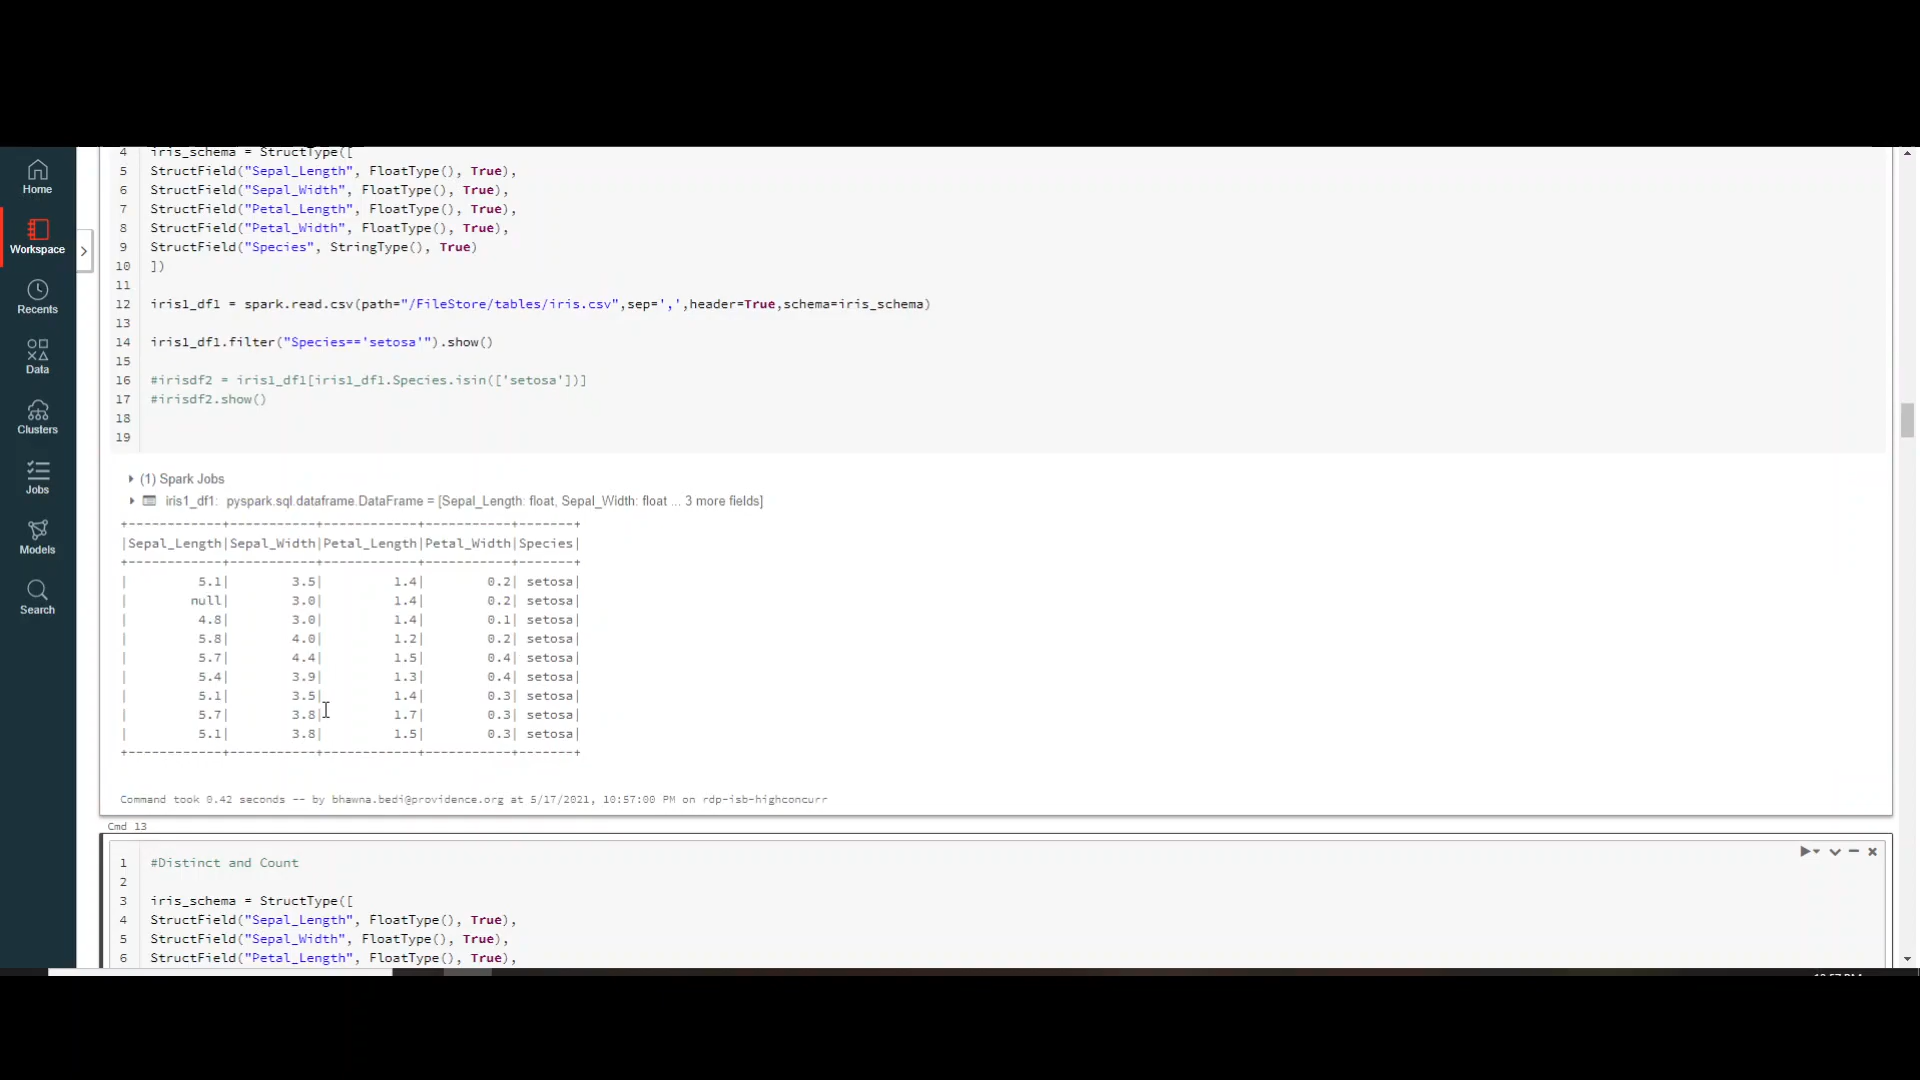 Home
Workspace
Recents
Data
Clusters
Jobs
Models
Search
4 iris_schema = StructType([
5 StructField("Sepal_Length", FloatType(), True),
6 StructField("Sepal_Width", FloatType(), True),
7 StructField("Petal_Length", FloatType(), True),
8 StructField("Petal_Width", FloatType(), True),
9 StructField("Species", StringType(), True)
10 ])
11
12 iris1_df1 = spark.read.csv(path="/FileStore/tables/iris.csv",sep=',',header=True,schema=iris_schema)
13
14 iris1_df1.filter("Species=='setosa'").show()
15
16 #irisdf2 = iris1_df1[iris1_df1.Species.isin(['setosa'])]
17 #irisdf2.show()
18
19
(1) Spark Jobs
iris1_df1: pyspark.sql.dataframe.DataFrame = [Sepal_Length: float, Sepal_Width: float ... 3 more fields]
+------------+-----------+------------+-----------+-------+
|Sepal_Length|Sepal_Width|Petal_Length|Petal_Width|Species|
+------------+-----------+------------+-----------+-------+
| 5.1| 3.5| 1.4| 0.2| setosa|
| null| 3.0| 1.4| 0.2| setosa|
| 4.8| 3.0| 1.4| 0.1| setosa|
| 5.8| 4.0| 1.2| 0.2| setosa|
| 5.7| 4.4| 1.5| 0.4| setosa|
| 5.4| 3.9| 1.3| 0.4| setosa|
| 5.1| 3.5| 1.4| 0.3| setosa|
| 5.7| 3.8| 1.7| 0.3| setosa|
| 5.1| 3.8| 1.5| 0.3| setosa|
+------------+-----------+------------+-----------+-------+
Command took 0.42 seconds -- by bhawna.bedi@providence.org at 5/17/2021, 10:57:00 PM on rdp-isb-highconcurr
Cmd 13
1 #Distinct and Count
2
3 iris_schema = StructType([
4 StructField("Sepal_Length", FloatType(), True),
5 StructField("Sepal_Width", FloatType(), True),
6 StructField("Petal_Length", FloatType(), True),